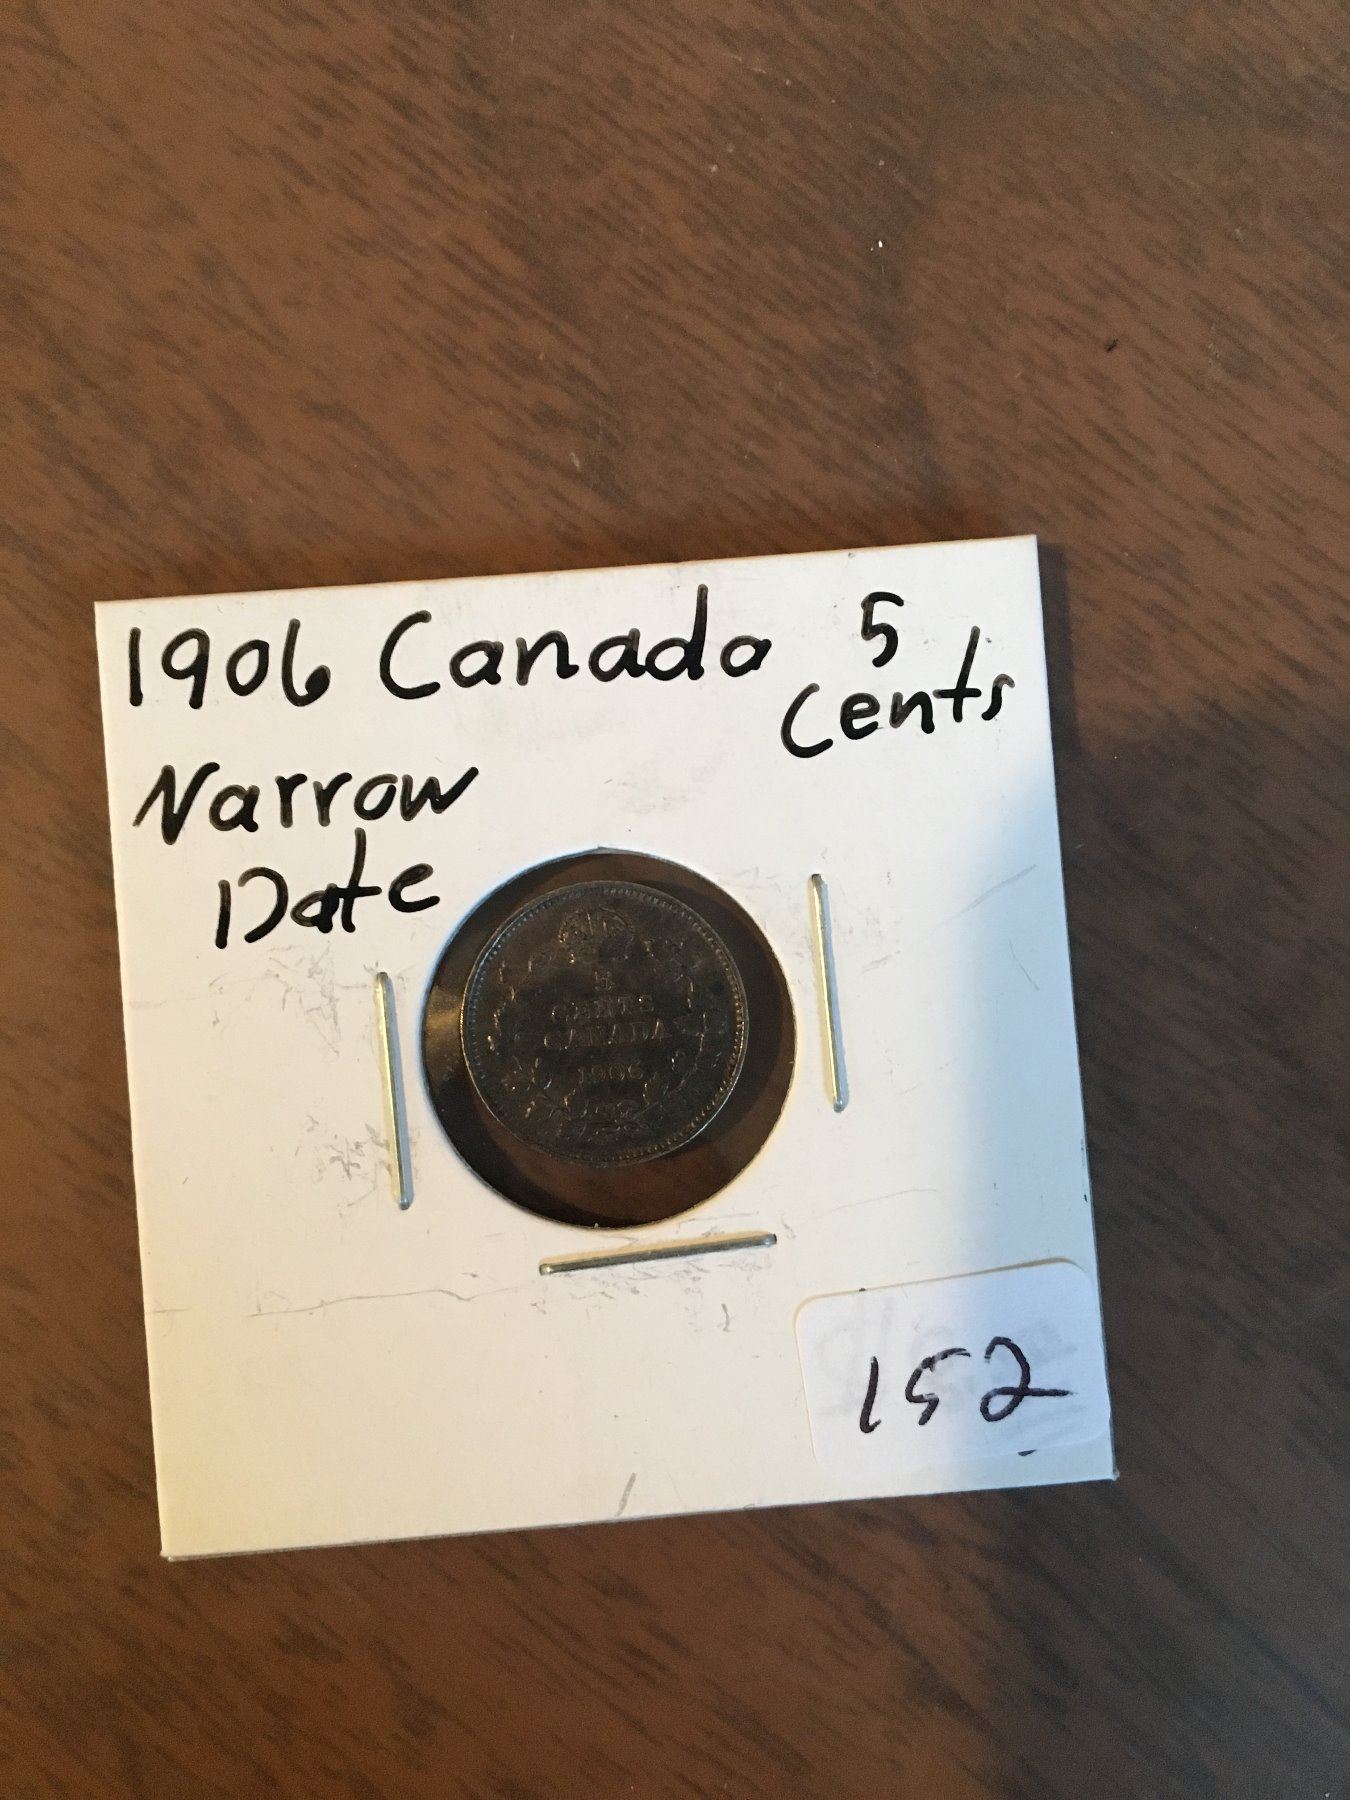 1906 Canada 5
Cents
Narrow
Date
5
CENTS
CANADA
1906
152